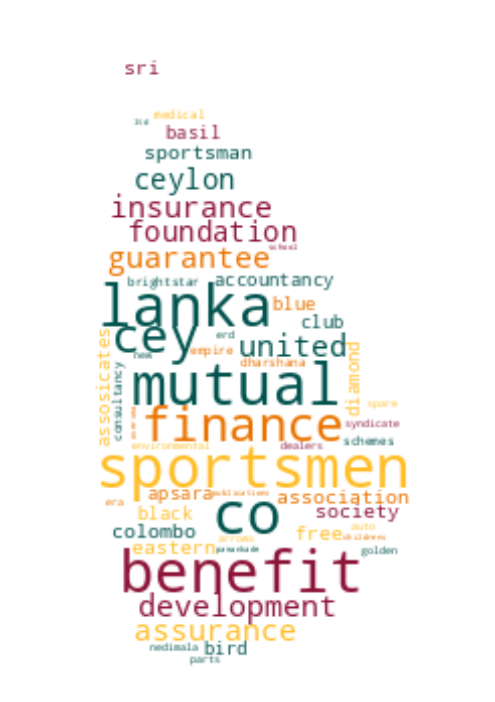 sri
medical
ltd
basil
sportsman
ceylon
insurance
foundation
school
guarantee
brightstar accountancy
lanka blue
club
cey erd united
new empire
dharshana
assosicates
consultancy
diamond
mutual
spare
finance syndicate
schemes
environmental dealers
sportsmen
apsara publications association
era
black co society
colombo free auto
childrens
eastern arrows
golden
benefit
development
assurance
nedimala bird
parts